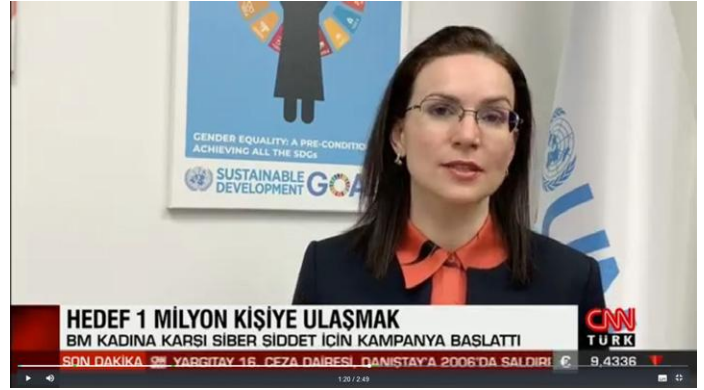 GENDER EQUALITY: A PRE-CONDITION
ACHIEVING ALL THE SDGs
SUSTAINABLE
DEVELOPMENT GOA
HEDEF 1 MİLYON KİŞİYE ULAŞMAK
BM KADINA KARŞI SİBER ŞİDDET İÇİN KAMPANYA BAŞLATTI
CNN
TÜRK
SON DAKİKA CNN YARGITAY 16. CEZA DAİRESİ, DANIŞTAY'A 2006'DA SALDIRI € 9,4336
1:20 / 2:49